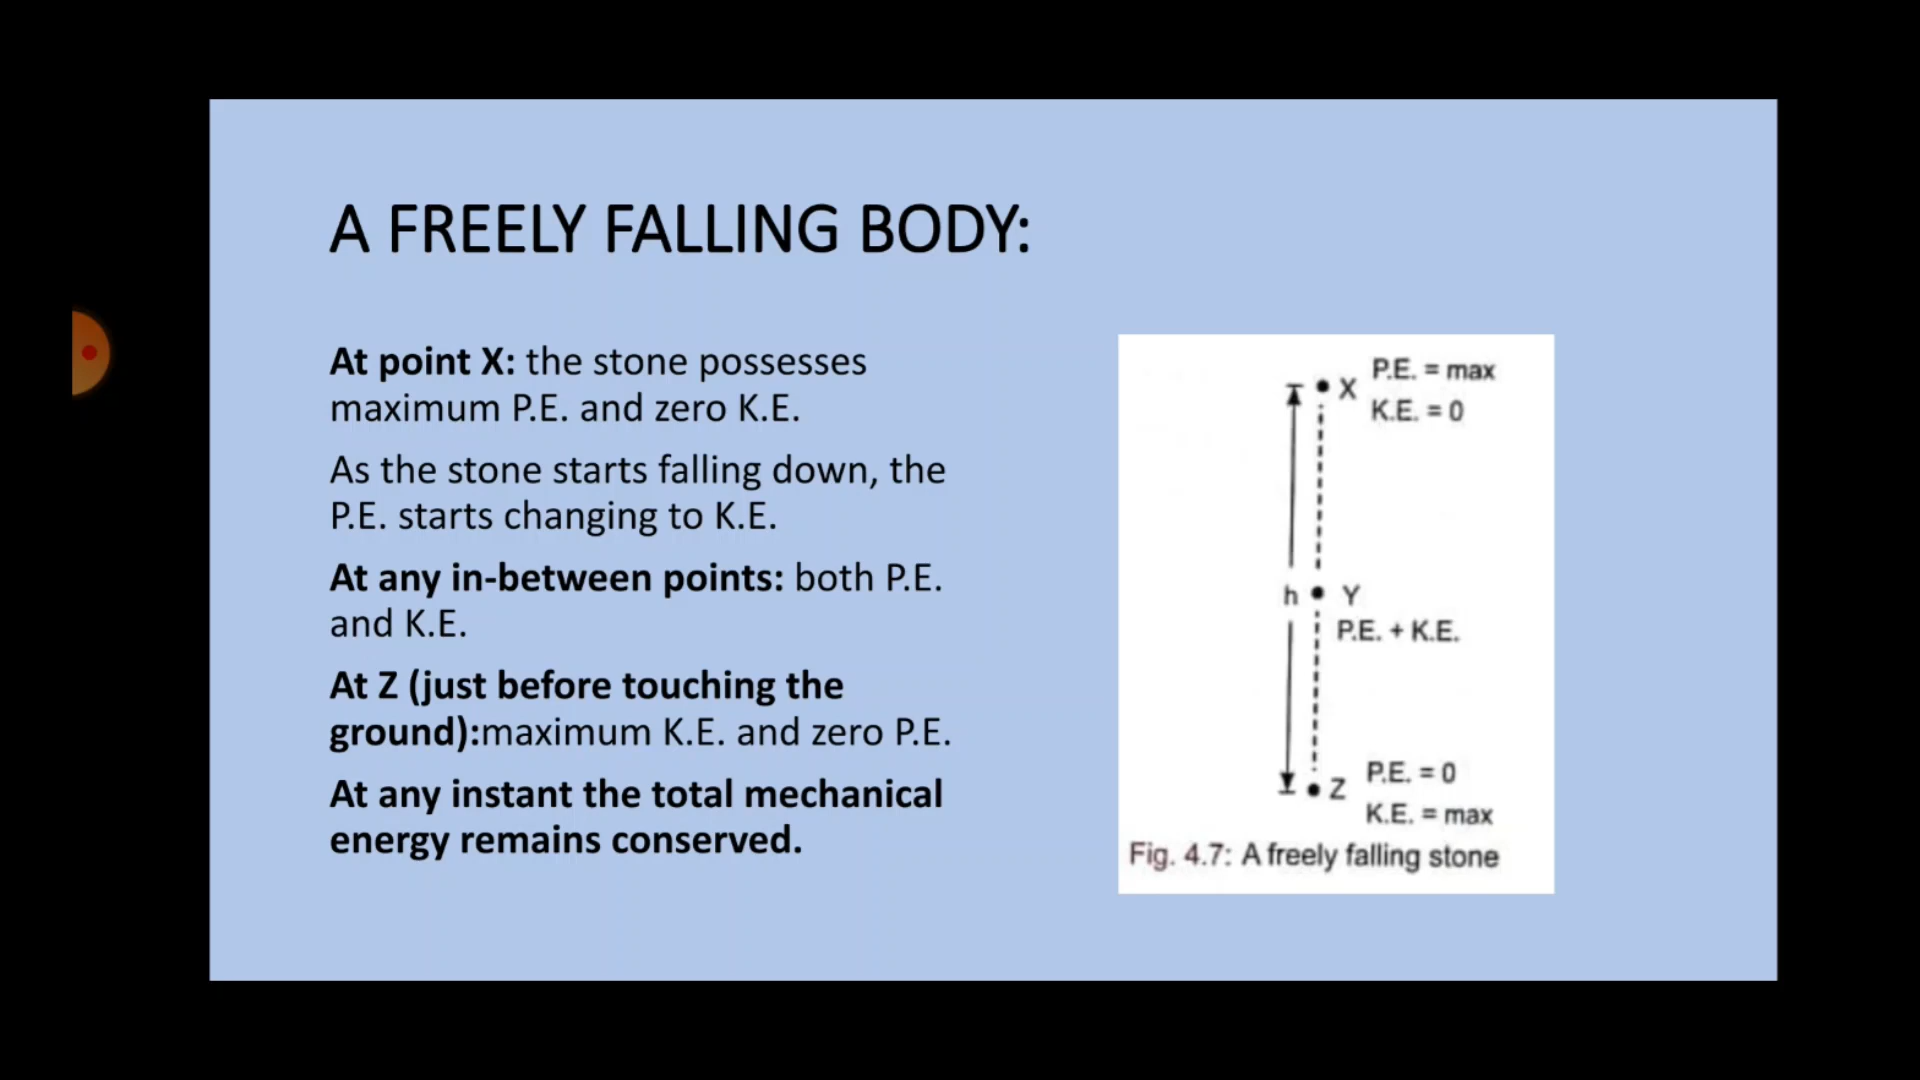 A FREELY FALLING BODY:
At point X: the stone possesses
maximum P.E. and zero K.E.
As the stone starts falling down, the
P.E. starts changing to K.E.
At any in-between points: both P.E.
and K.E.
At Z (just before touching the
ground):maximum K.E. and zero P.E.
At any instant the total mechanical
energy remains conserved.
P.E. = max
X
K.E. = 0
h
Y
P.E. + K.E.
P.E. = 0
Z
K.E. = max
Fig. 4.7: A freely falling stone